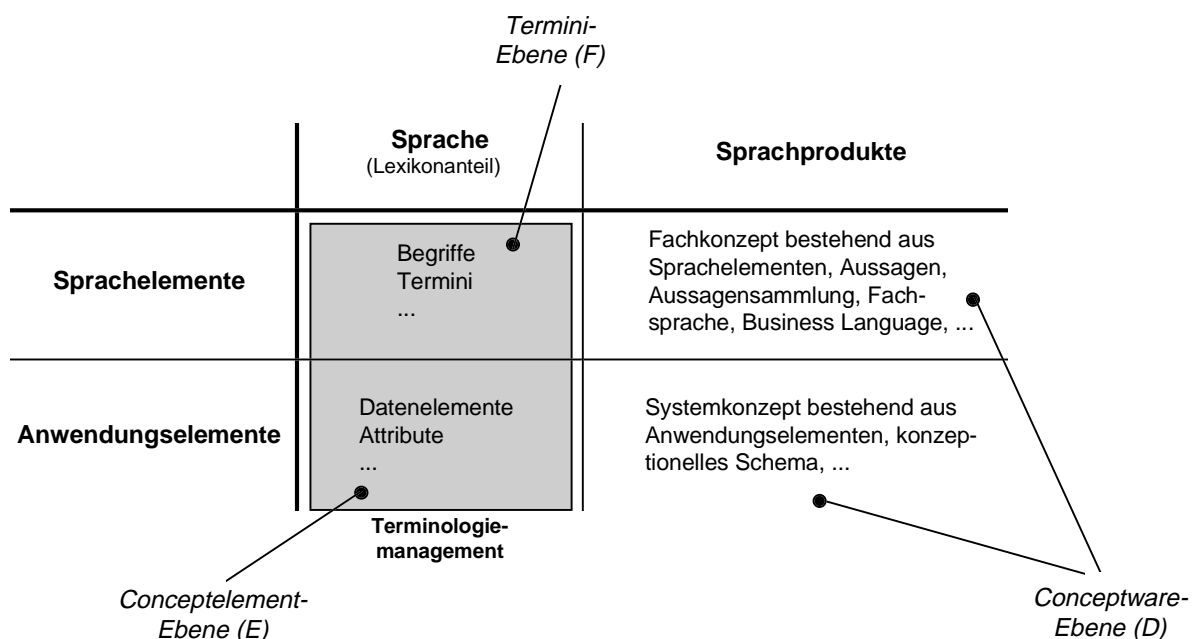 Termini-
Ebene (F)
Sprache
(Lexikonanteil)
Sprachprodukte
Sprachelemente
Begriffe
Termini
...
Fachkonzept bestehend aus
Sprachelementen, Aussagen,
Aussagensammlung, Fach-
sprache, Business Language, ...
Anwendungselemente
Datenelemente
Attribute
...
Systemkonzept bestehend aus
Anwendungselementen, konzep-
tionelles Schema, ...
Terminologie-
management
Conceptelement-
Ebene (E)
Conceptware-
Ebene (D)